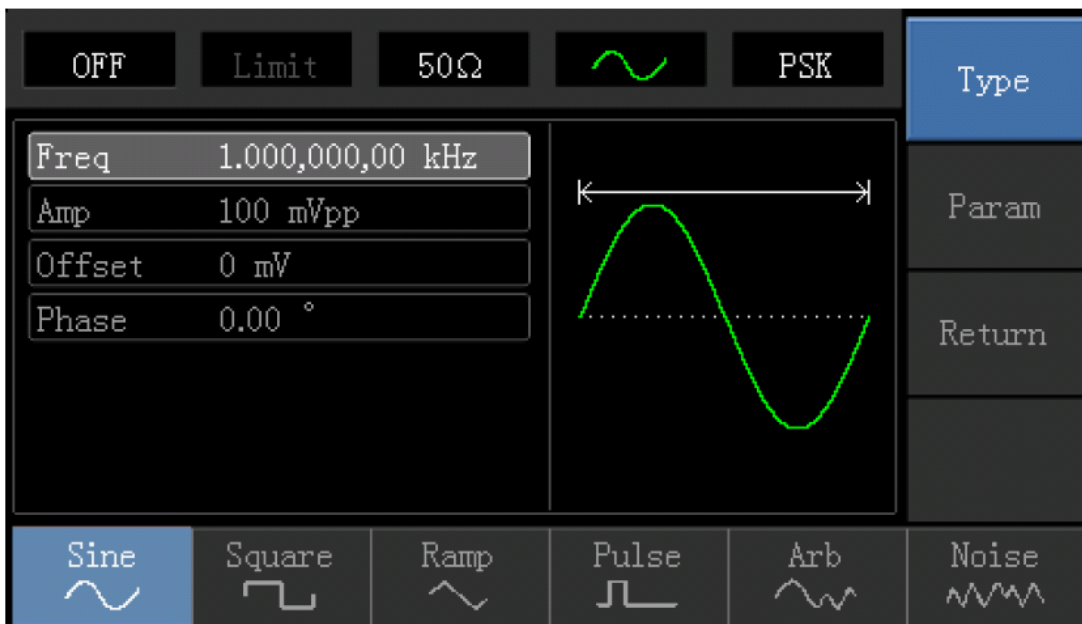 OFF Limit 50Ω PSK
Type
Freq 1.000,000,00 kHz
Amp 100 mVpp
Offset 0 mV
Phase 0.00 °
Param
Return
Sine Square Ramp Pulse Arb Noise